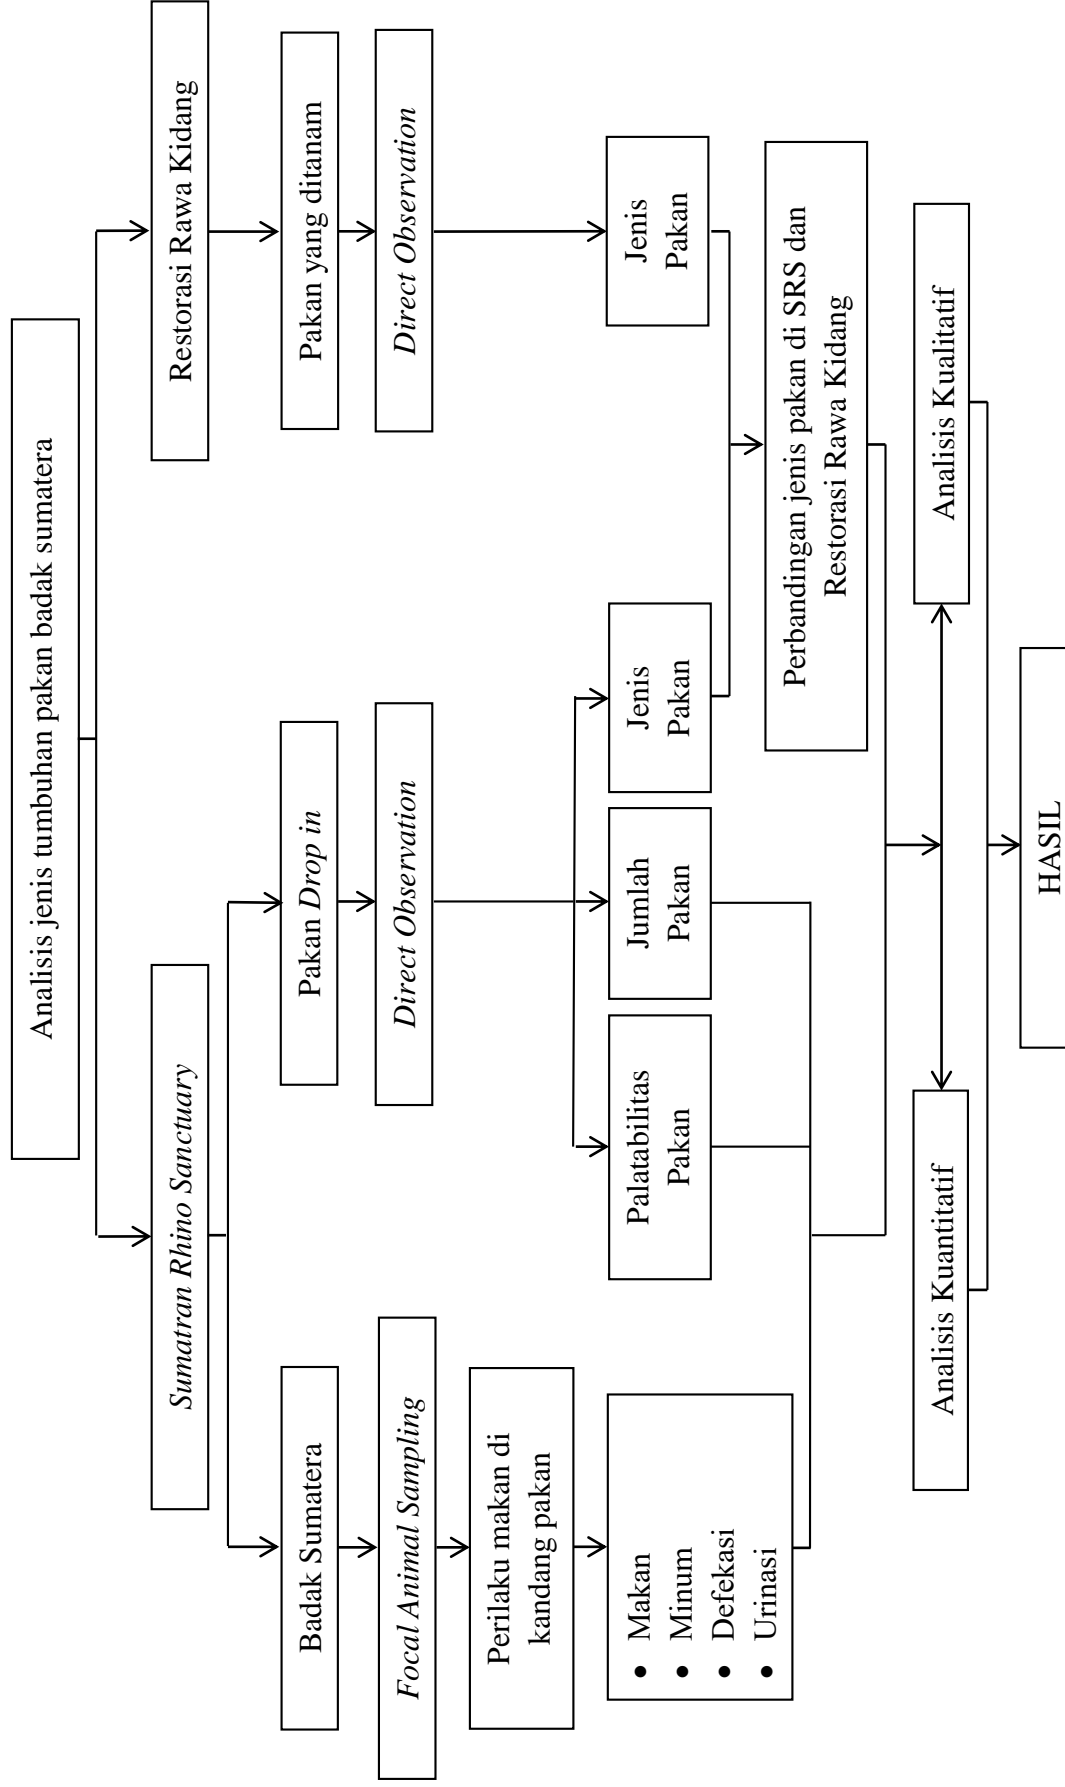 Analisis jenis tumbuhan pakan badak sumatera
Sumatran Rhino Sanctuary
Restorasi Rawa Kidang
Badak Sumatera
Pakan Drop in
Pakan yang ditanam
Focal Animal Sampling
Direct Observation
Direct Observation
Perilaku makan di
kandang pakan
• Makan
• Minum
• Defekasi
• Urinasi
Palatabilitas
Pakan
Jumlah
Pakan
Jenis
Pakan
Jenis
Pakan
Perbandingan jenis pakan di SRS dan
Restorasi Rawa Kidang
Analisis Kuantitatif
Analisis Kualitatif
HASIL